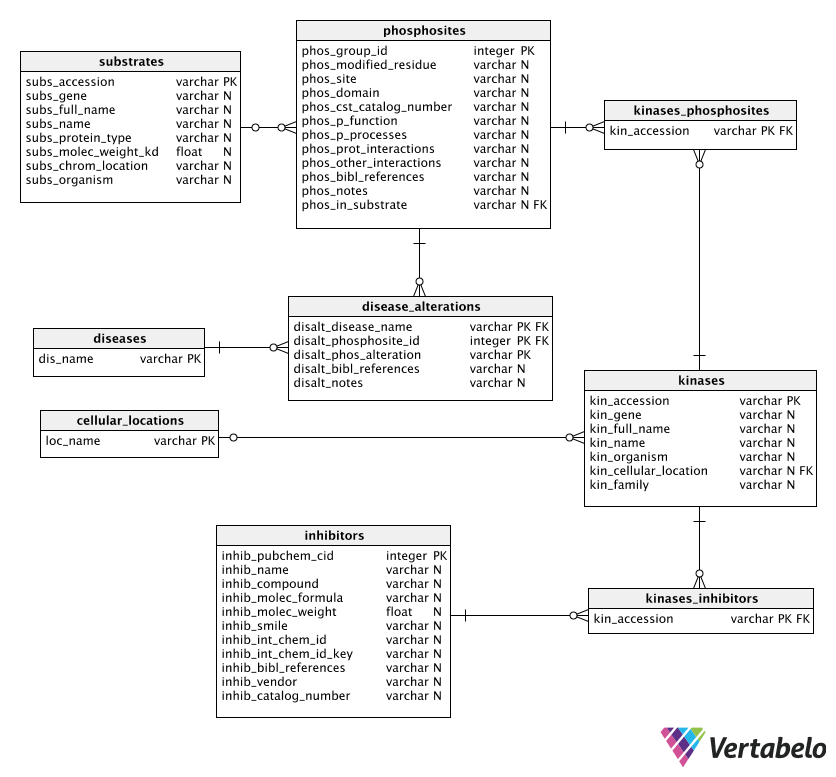 phosphosites
phos_group_id integer PK
phos_modified_residue varchar N
phos_site varchar N
phos_domain varchar N
phos_cst_catalog_number varchar N
phos_p_function varchar N
phos_p_processes varchar N
phos_prot_interactions varchar N
phos_other_interactions varchar N
phos_bibl_references varchar N
phos_notes varchar N
phos_in_substrate varchar N FK
substrates
subs_accession varchar PK
subs_gene varchar N
subs_full_name varchar N
subs_name varchar N
subs_protein_type varchar N
subs_molec_weight_kd float N
subs_chrom_location varchar N
subs_organism varchar N
kinases_phosphosites
kin_accession varchar PK FK
disease_alterations
disalt_disease_name varchar PK FK
disalt_phosphosite_id integer PK FK
disalt_phos_alteration varchar PK
disalt_bibl_references varchar N
disalt_notes varchar N
diseases
dis_name varchar PK
cellular_locations
loc_name varchar PK
kinases
kin_accession varchar PK
kin_gene varchar N
kin_full_name varchar N
kin_name varchar N
kin_organism varchar N
kin_cellular_location varchar N FK
kin_family varchar N
inhibitors
inhib_pubchem_cid integer PK
inhib_name varchar N
inhib_compound varchar N
inhib_molec_formula varchar N
inhib_molec_weight float N
inhib_smile varchar N
inhib_int_chem_id varchar N
inhib_int_chem_id_key varchar N
inhib_bibl_references varchar N
inhib_vendor varchar N
inhib_catalog_number varchar N
kinases_inhibitors
kin_accession varchar PK FK
Vertabelo